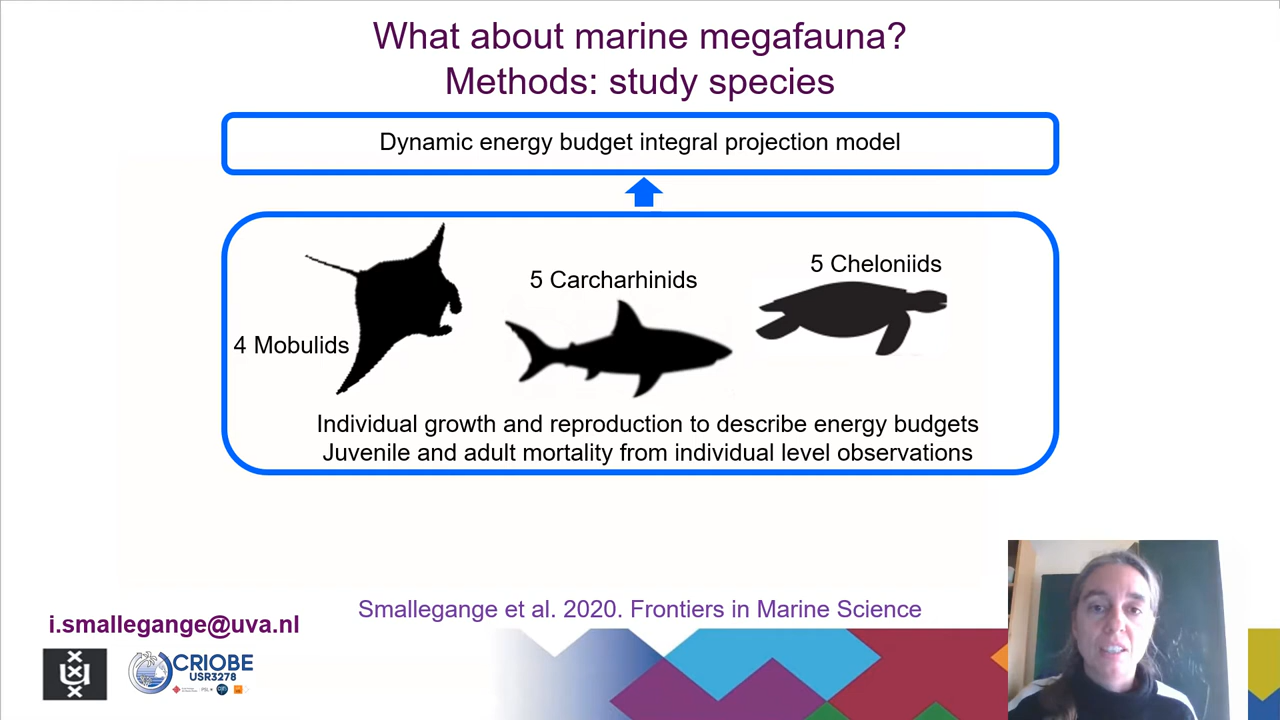 What about marine megafauna?
Methods: study species
Dynamic energy budget integral projection model
5 Cheloniids
5 Carcharhinids
4 Mobulids
Individual growth and reproduction to describe energy budgets
Juvenile and adult mortality from individual level observations
Smallegange et al. 2020. Frontiers in Marine Science
i.smallegange@uva.nl
CRIOBE
USR3278